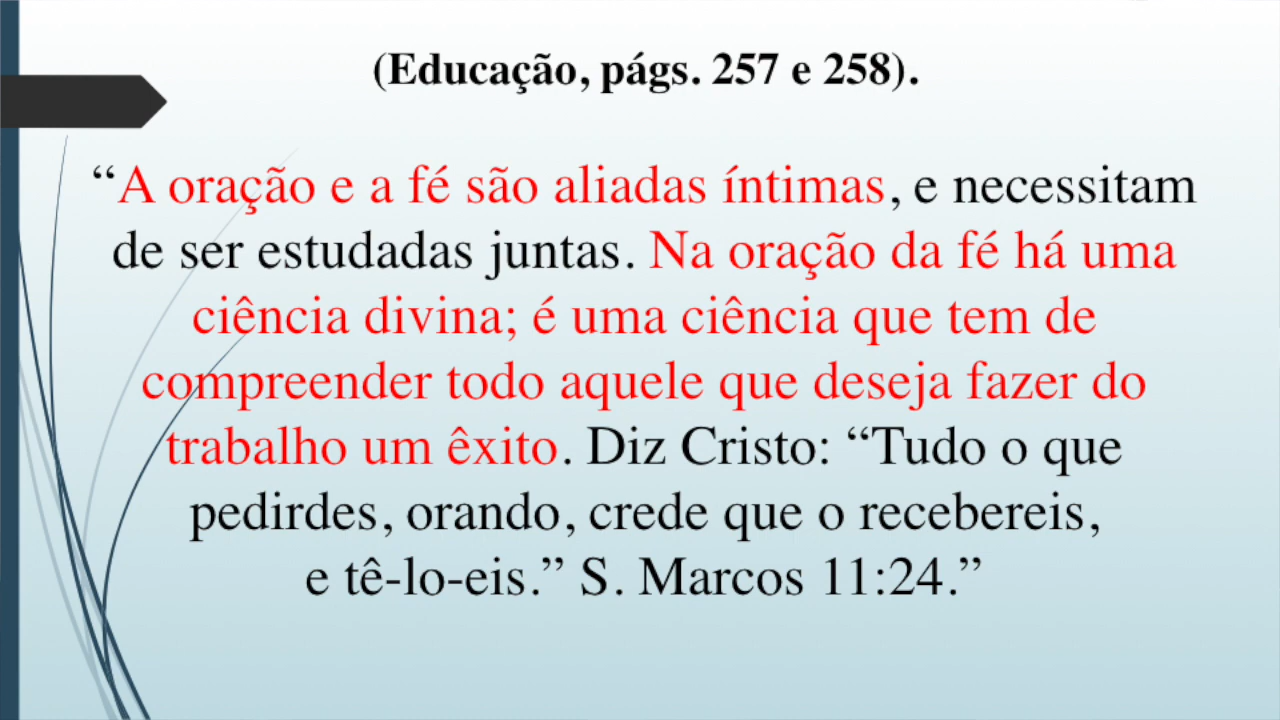 (Educação, págs. 257 e 258).
“A oração e a fé são aliadas íntimas, e necessitam
de ser estudadas juntas. Na oração da fé há uma
ciência divina; é uma ciência que tem de
compreender todo aquele que deseja fazer do
trabalho um êxito. Diz Cristo: “Tudo o que
pedirdes, orando, crede que o recebereis,
e tê-lo-eis.” S. Marcos 11:24.”